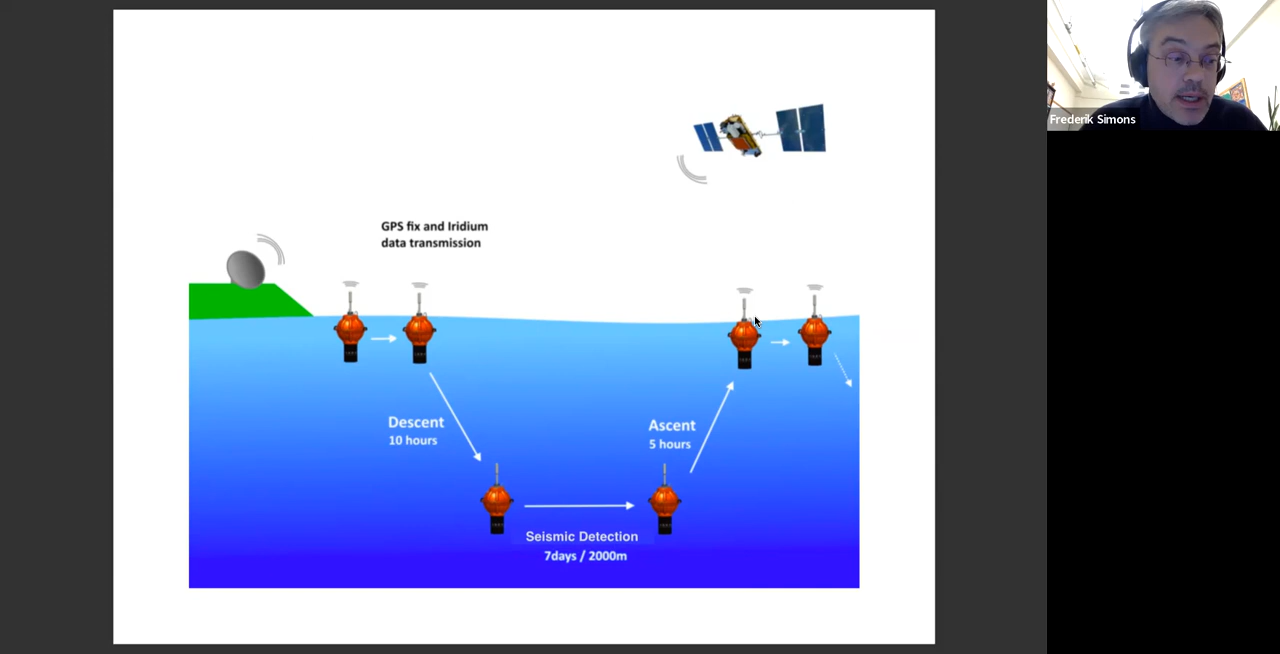 Frederik Simons
GPS fix and Iridium
data transmission
Descent
10 hours
Ascent
5 hours
Seismic Detection
7days / 2000m